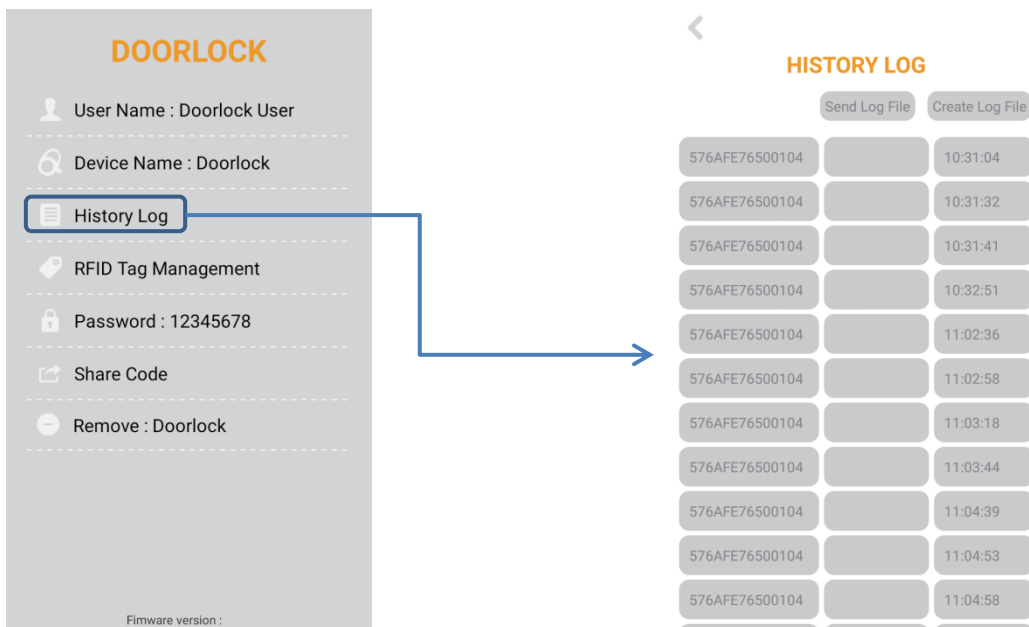 DOORLOCK
User Name : Doorlock User
Device Name : Doorlock
History Log
RFID Tag Management
Password : 12345678
Share Code
Remove : Doorlock
Fimware version :
HISTORY LOG
Send Log File Create Log File
576AFE76500104 10:31:04
576AFE76500104 10:31:32
576AFE76500104 10:31:41
576AFE76500104 10:32:51
576AFE76500104 11:02:36
576AFE76500104 11:02:58
576AFE76500104 11:03:18
576AFE76500104 11:03:44
576AFE76500104 11:04:39
576AFE76500104 11:04:53
576AFE76500104 11:04:58